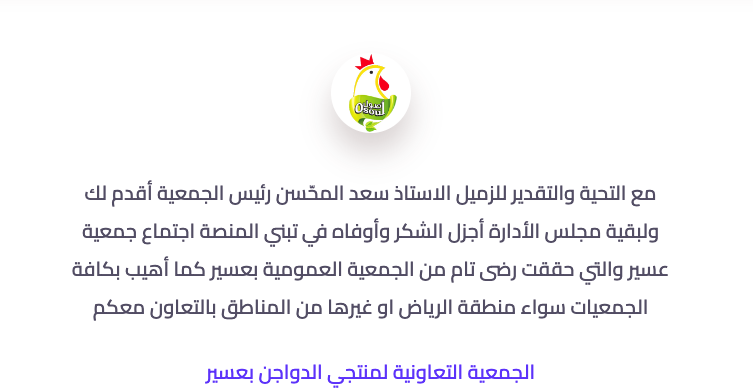 أصول
Osoul
مع التحية والتقدير للزميل الاستاذ سعد المحّسن رئيس الجمعية أقدم لك
ولبقية مجلس الأدارة أجزل الشكر وأوفاه في تبني المنصة اجتماع جمعية
عسير والتي حققت رضى تام من الجمعية العمومية بعسير كما أهيب بكافة
الجمعيات سواء منطقة الرياض او غيرها من المناطق بالتعاون معكم
الجمعية التعاونية لمنتجي الدواجن بعسير